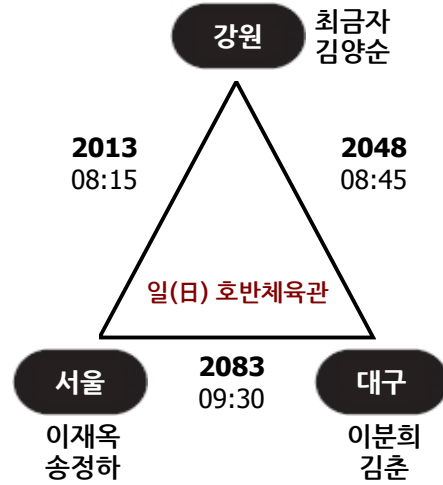 강원
최금자
김양순
2013
08:15
2048
08:45
일(日) 호반체육관
서울
2083
09:30
대구
이재옥
송정하
이분희
김춘